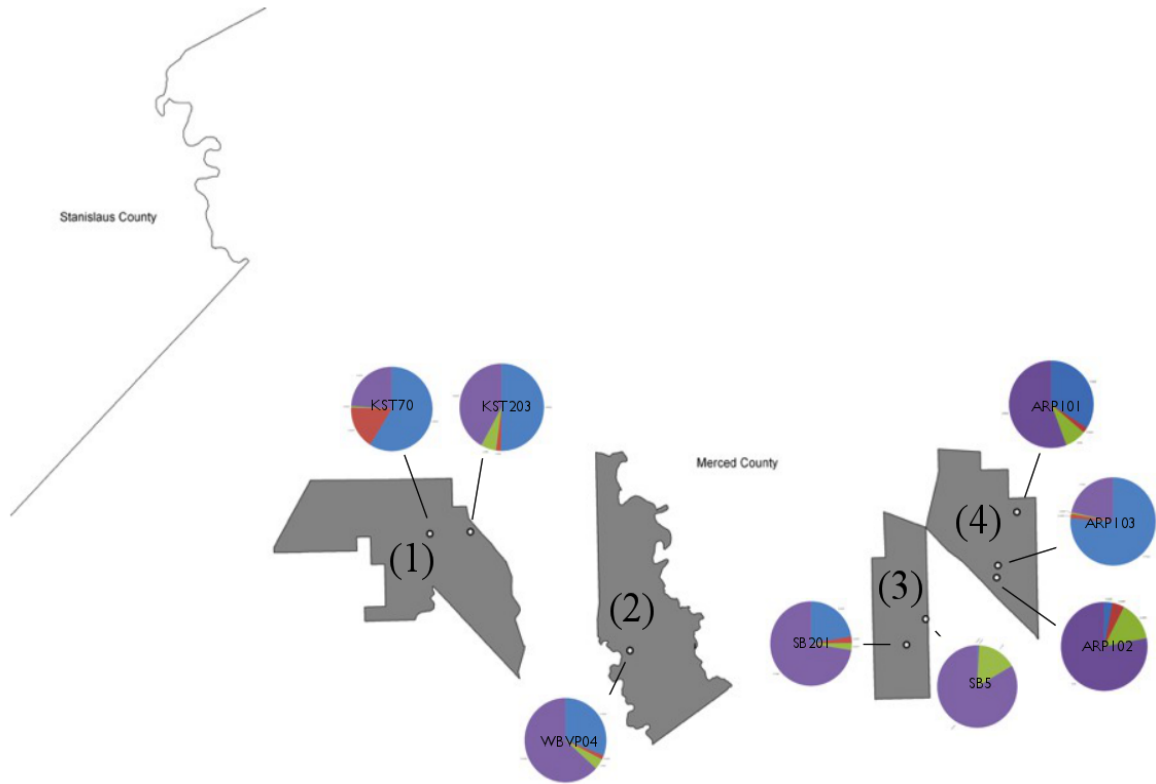 Stanislaus County
KST70
KST203
ARP101
Merced County
(4)
ARP103
(1)
(3)
(2)
SB201
ARP102
SB5
WBVP04